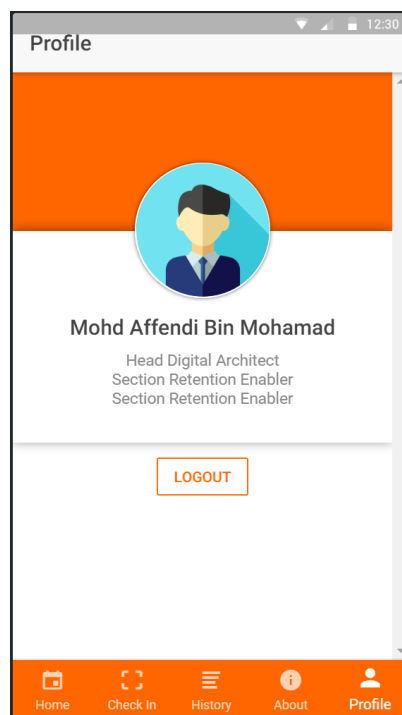 12:30
Profile
Mohd Affendi Bin Mohamad
Head Digital Architect
Section Retention Enabler
Section Retention Enabler
LOGOUT
Home Check In History About Profile